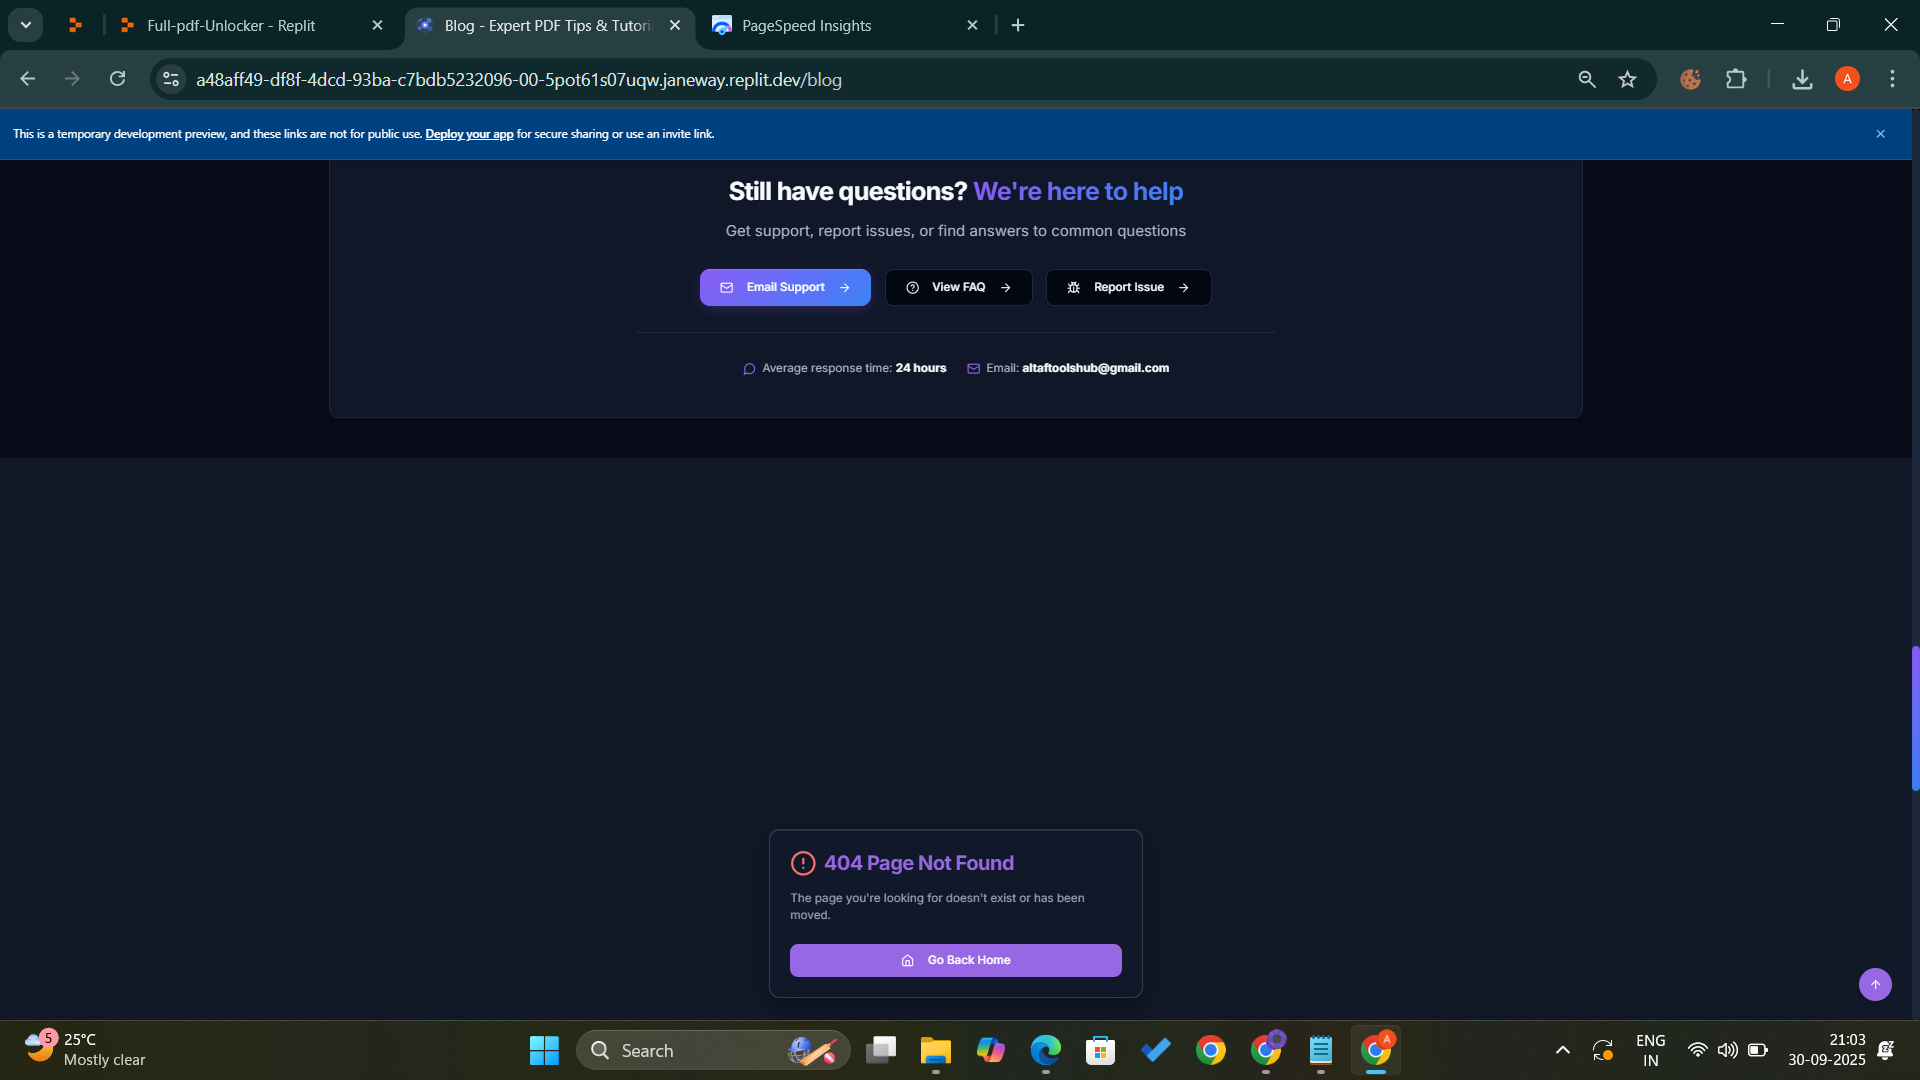 Full-pdf-Unlocker - Replit
Blog - Expert PDF Tips & Tutori
PageSpeed Insights
a48aff49-df8f-4dcd-93ba-c7bdb5232096-00-5pot61s07uqw.janeway.replit.dev/blog
A
This is a temporary development preview, and these links are not for public use. Deploy your app for secure sharing or use an invite link.
Still have questions? We're here to help
Get support, report issues, or find answers to common questions
Email Support
View FAQ
Report Issue
Average response time: 24 hours
Email: altaftoolshub@gmail.com
404 Page Not Found
The page you're looking for doesn't exist or has been
moved.
Go Back Home
5
25°C
Mostly clear
Search
A
ENG
IN
21:03
30-09-2025